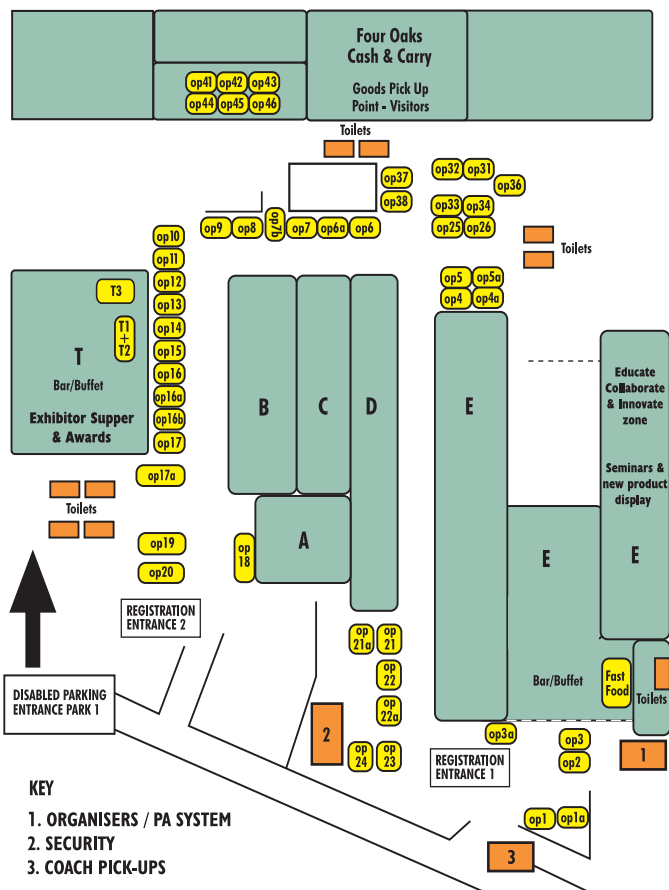 Four Oaks
Cash & Carry
Goods Pick Up
Point - Visitors
op41 op42 op43
op44 op45 op46
Toilets
op37
op38
op32 op31
op36
op33 op34
op25 op26
op9 op8 op7b op7 op6a op6
Toilets
op10
op11
op12
op13
op14
op15
op16
op16a
op16b
op17
op17a
op19
op20
T3
T1
+
T2
T
Bar/Buffet
Exhibitor Supper
& Awards
Toilets
op5 op5a
op4 op4a
B
C
D
A
op
18
E
Educate
Collaborate
& Innovate
zone
Seminars &
new product
display
E
E
Bar/Buffet
Fast
Food
Toilets
REGISTRATION
ENTRANCE 2
DISABLED PARKING
ENTRANCE PARK 1
op
21a
op
21
op
22
op
22a
op
24
op
23
2
op3a
REGISTRATION
ENTRANCE 1
op3
op2
1
op1 op1a
3
KEY
1. ORGANISERS / PA SYSTEM
2. SECURITY
3. COACH PICK-UPS